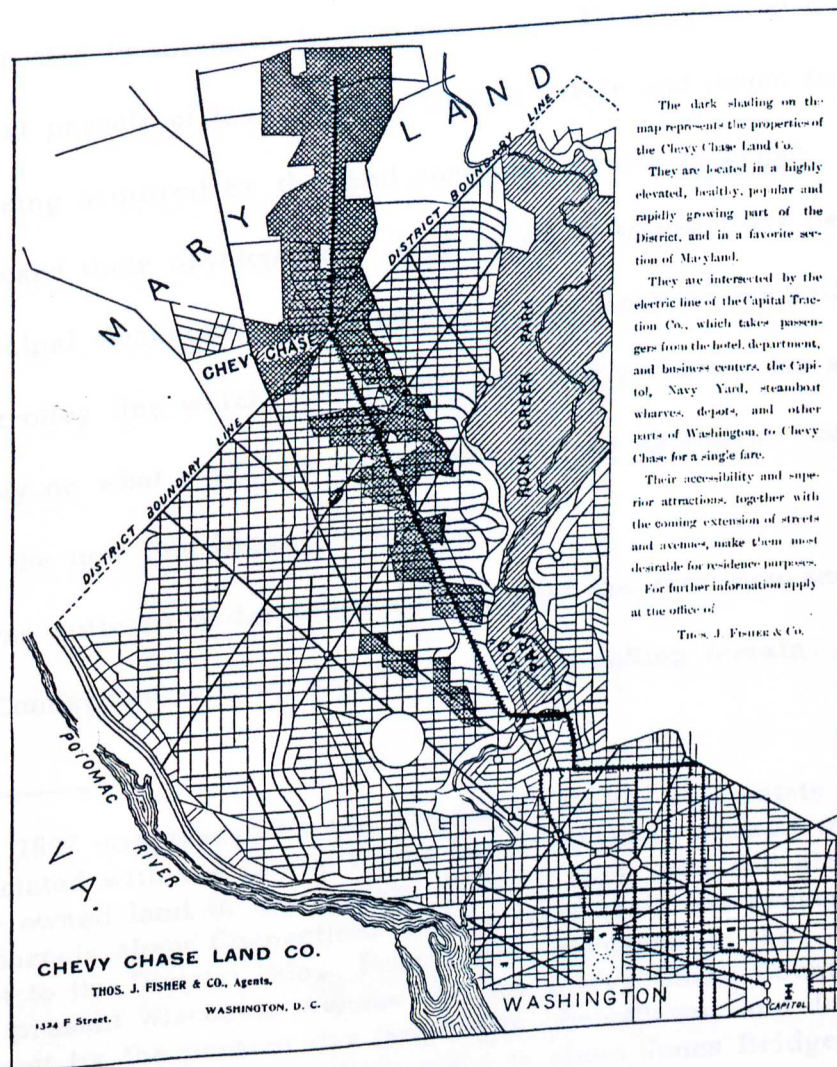 MARYLAND
DISTRICT BOUNDARY LINE
CHEVY CHASE
DISTRICT BOUNDARY LINE
ROCK CREEK PARK
ZOO PARK
POTOMAC RIVER
VA.
WASHINGTON
CAPITOL
The dark shading on the
map represents the properties of
the Chevy Chase Land Co.
They are located in a highly
elevated, healthy, popular and
rapidly growing part of the
District, and in a favorite sec-
tion of Maryland.
They are intersected by the
electric line of the Capital Trac-
tion Co., which takes passen-
gers from the hotel, department,
and business centers, the Capi-
tol, Navy Yard, steamboat
wharves, depots, and other
parts of Washington, to Chevy
Chase for a single fare.
Their accessibility and supe-
rior attractions, together with
the coming extension of streets
and avenues, make them most
desirable for residence purposes.
For further information apply
at the office of
THOS. J. FISHER & CO.
CHEVY CHASE LAND CO.
THOS. J. FISHER & CO., Agents,
1324 F Street, WASHINGTON, D. C.